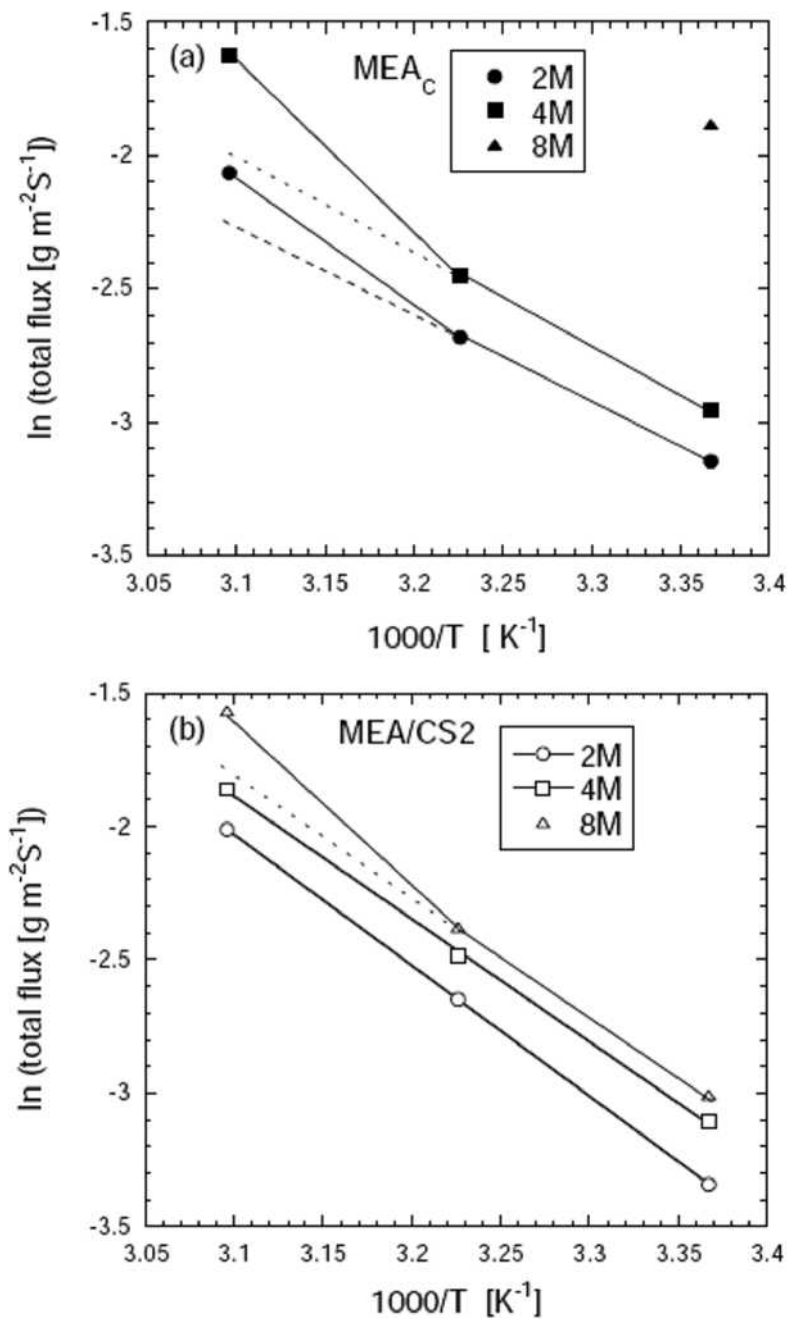 -1.5
(a)
MEA_C
2M
4M
8M
-2
-2.5
-3
-3.5
ln (total flux [g m⁻²S⁻¹])
3.05
3.1
3.15
3.2
3.25
3.3
3.35
3.4
1000/T [ K⁻¹]
-1.5
(b)
MEA/CS2
2M
4M
8M
-2
-2.5
-3
-3.5
ln (total flux [g m⁻²S⁻¹])
3.05
3.1
3.15
3.2
3.25
3.3
3.35
3.4
1000/T [K⁻¹]